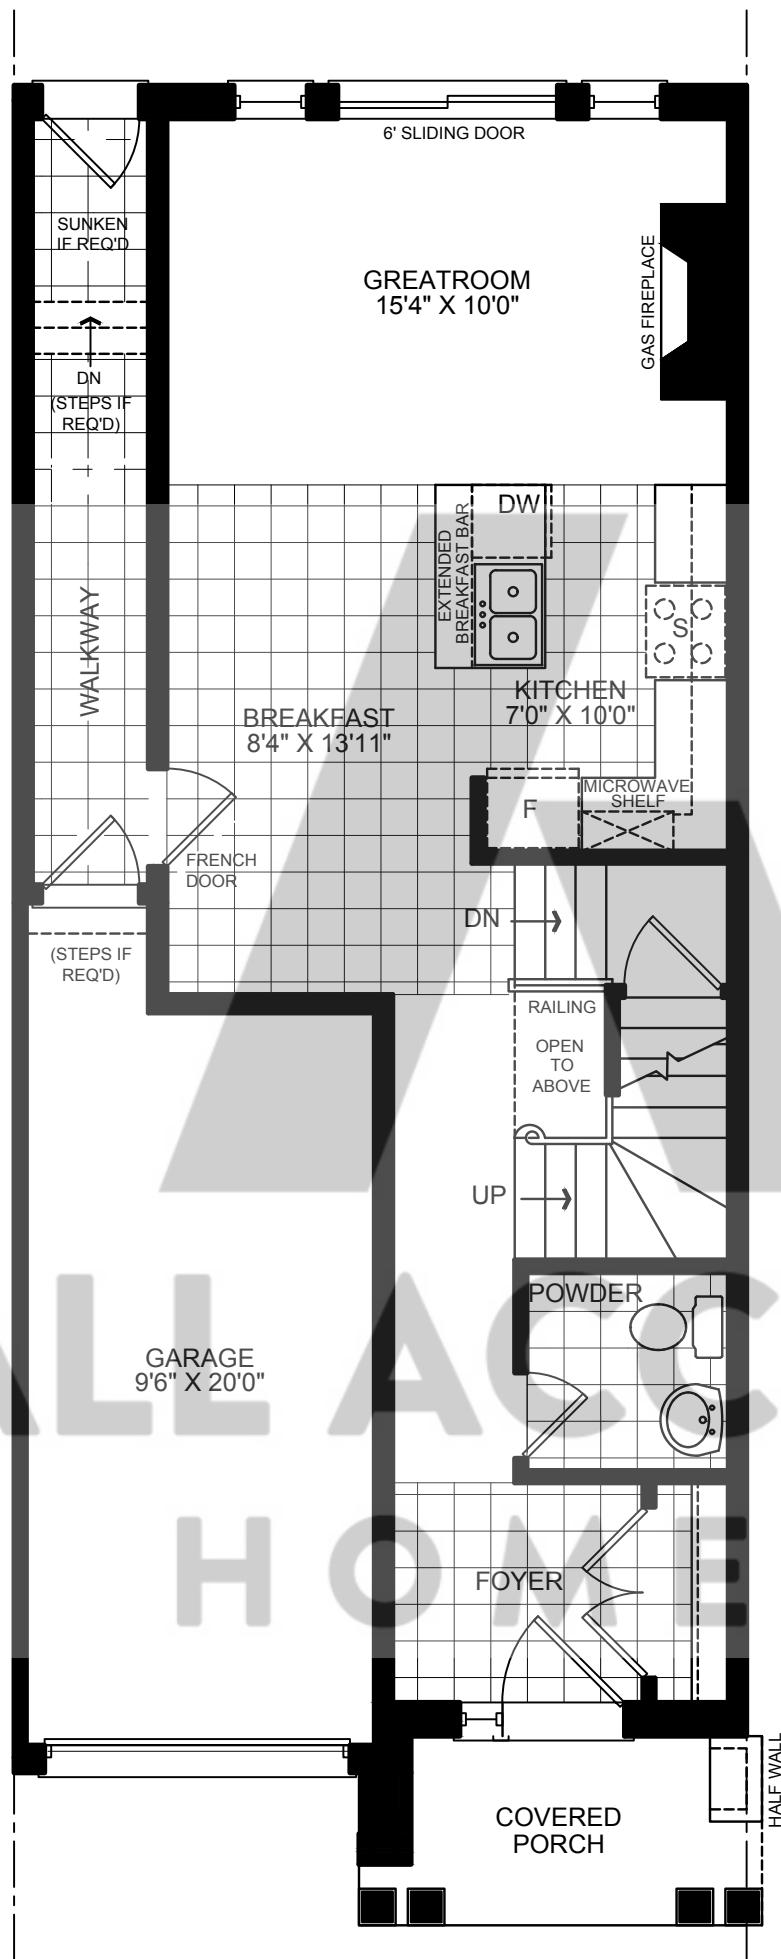 6' SLIDING DOOR
SUNKEN
IF REQ'D
GREATROOM
15'4" X 10'0"
GAS FIREPLACE
DN
(STEPS IF
REQ'D)
DW
EXTENDED
BREAKFAST BAR
S
WALKWAY
KITCHEN
7'0" X 10'0"
BREAKFAST
8'4" X 13'11"
MICROWAVE
SHELF
F
FRENCH
DOOR
DN
(STEPS IF
REQ'D)
RAILING
OPEN
TO
ABOVE
UP
POWDER
GARAGE
9'6" X 20'0"
ALL ACC
HOME
FOYER
HALF WALL
COVERED
PORCH